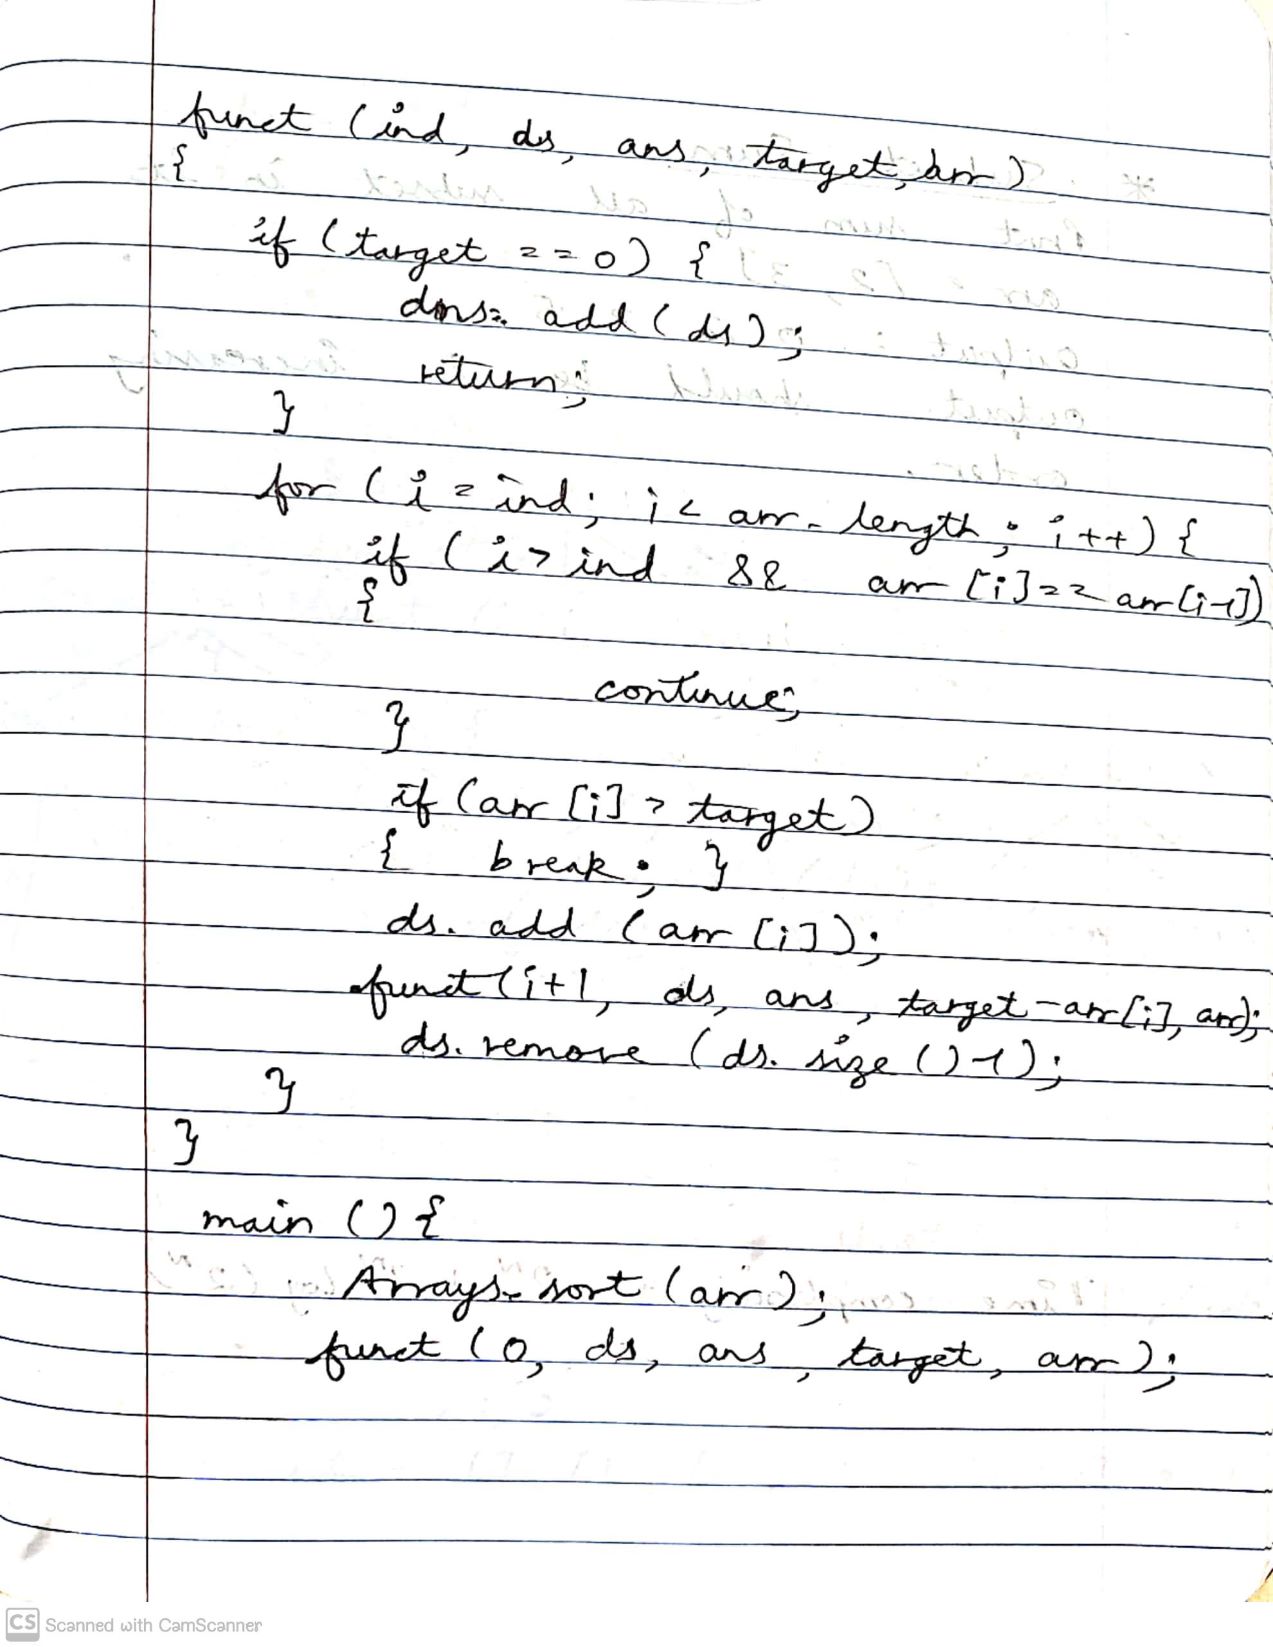 funct (ind, ds, ans, target, arr)
{
if (target == 0) {
ans. add (ds);
return;
}
for (i = ind; i < arr. length; i++) {
if (i > ind && arr [i] == arr [i-1])
{
continue;
}
if (arr [i] > target)
{ break; }
ds. add (arr [i]);
funct (i+1, ds, ans, target - arr[i], arr);
ds. remove (ds. size () -1);
}
}
main () {
Arrays. sort (arr);
funct (0, ds, ans, target, arr);
CS Scanned with CamScanner